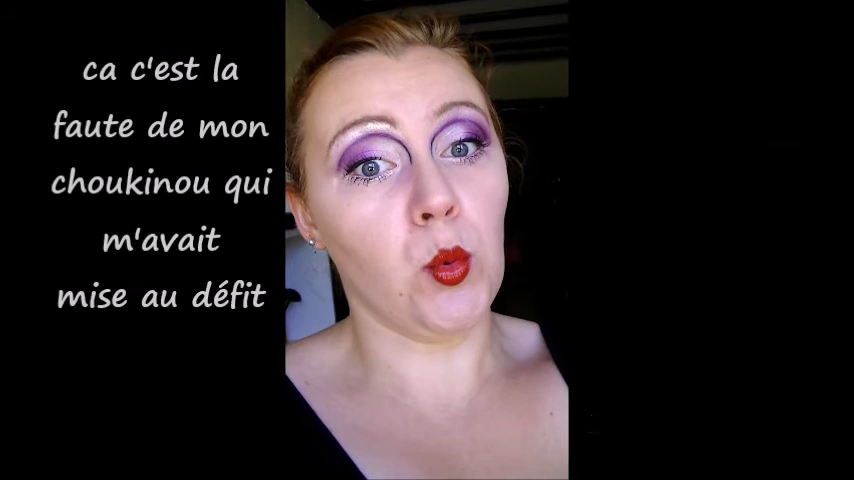 ca c'est la
faute de mon
choukinou qui
m'avait
mise au défit